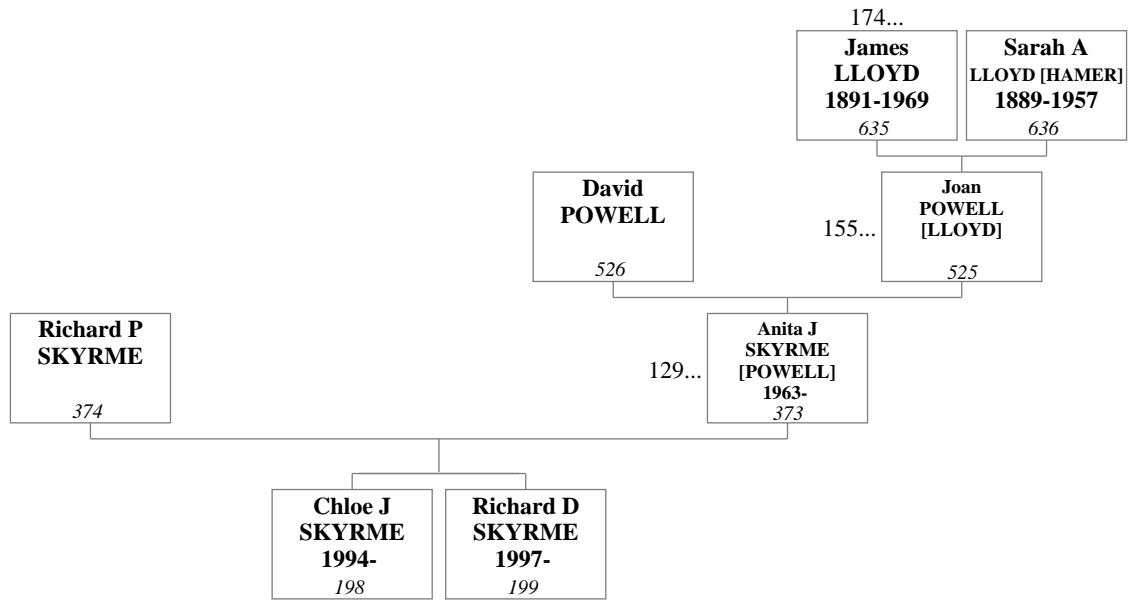 174...
James
LLOYD
1891-1969
635
Sarah A
LLOYD [HAMER]
1889-1957
636
David
POWELL
526
155...
Joan
POWELL
[LLOYD]
525
Richard P
SKYRME
374
129...
Anita J
SKYRME
[POWELL]
1963-
373
Chloe J
SKYRME
1994-
198
Richard D
SKYRME
1997-
199